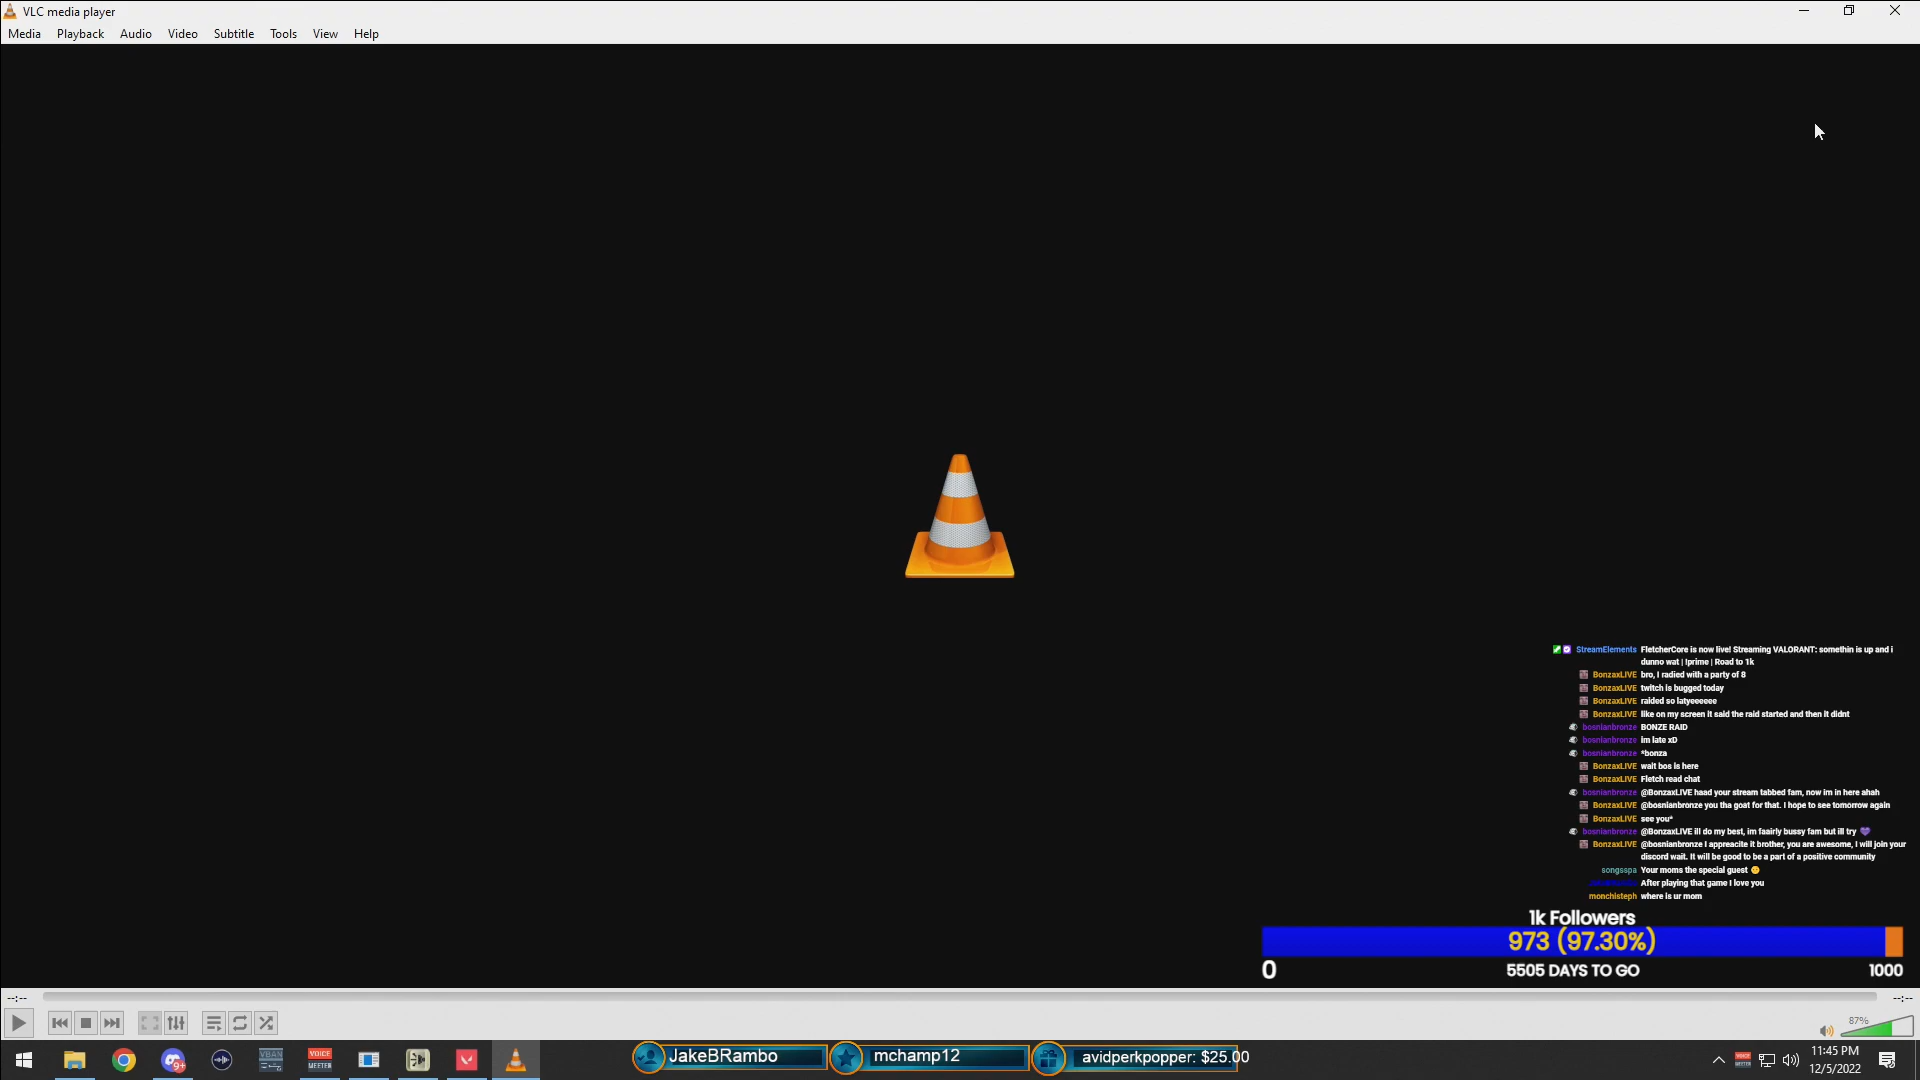 VLC media player
Media Playback Audio Video Subtitle Tools View Help
StreamElements FletcherCore is now live! Streaming VALORANT: somethin is up and i
dunno wat | !prime | Road to 1k
BonzaxLIVE bro, I radied with a party of 8
BonzaxLIVE twitch is bugged today
BonzaxLIVE raided so latyeeeeee
BonzaxLIVE like on my screen it said the raid started and then it didnt
bosnianbronze BONZE RAID
bosnianbronze im late xD
bosnianbronze *bonza
BonzaxLIVE wait bos is here
BonzaxLIVE Fletch read chat
bosnianbronze @BonzaxLIVE haad your stream tabbed fam, now im in here ahah
BonzaxLIVE @bosnianbronze you tha goat for that. I hope to see tomorrow again
BonzaxLIVE see you*
bosnianbronze @BonzaxLIVE ill do my best, im faairly bussy fam but ill try 💜
BonzaxLIVE @bosnianbronze I appreacite it brother, you are awesome, I will join your
discord wait. It will be good to be a part of a positive community
songsspa Your moms the special guest
After playing that game I love you
monchisteph where is ur mom
1k Followers
973 (97.30%)
0 5505 DAYS TO GO 1000
--:-- --:--
87%
9+
VBAN
VOICE
MEETER
JakeBRambo mchamp12 avidperkpopper: $25.00
11:45 PM
12/5/2022